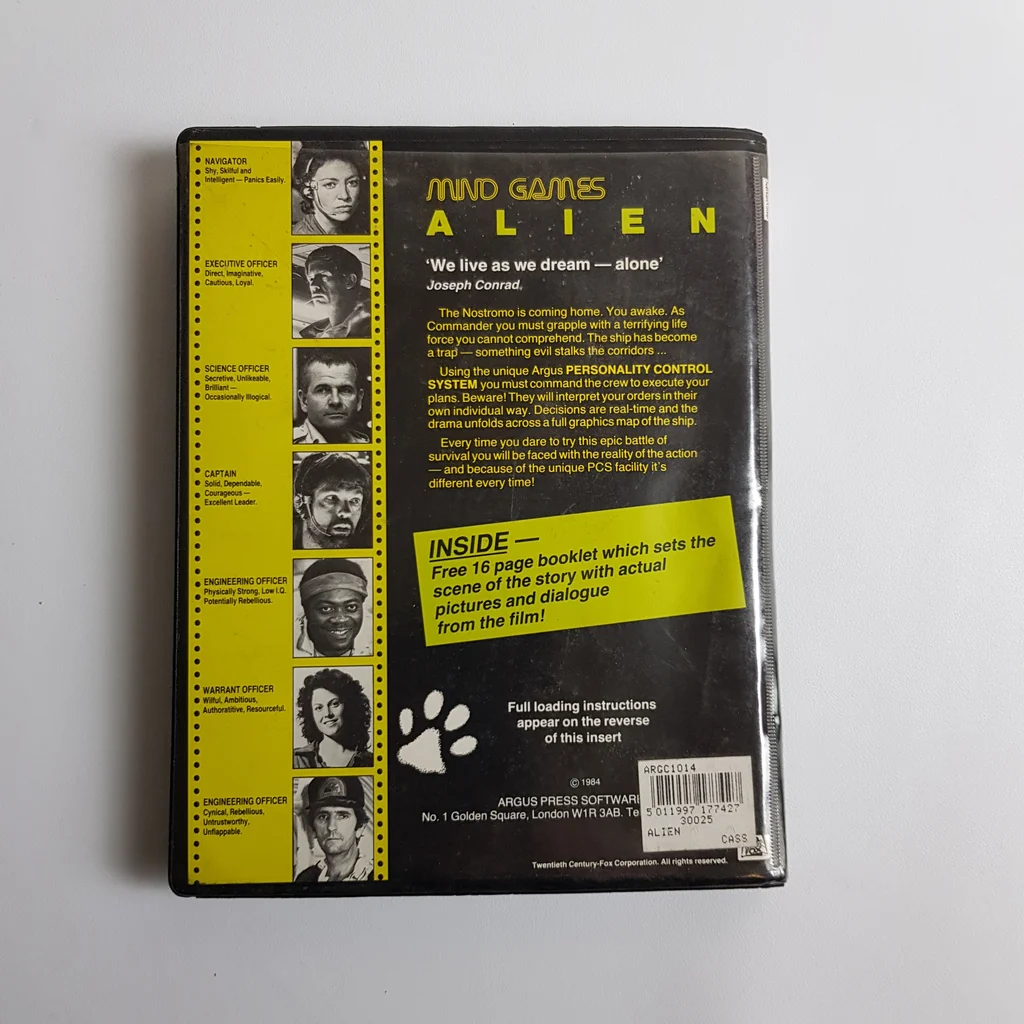 NAVIGATOR
Shy, Skilful and
Intelligent — Panics Easily.
EXECUTIVE OFFICER
Direct, Imaginative,
Cautious, Loyal.
SCIENCE OFFICER
Secretive, Unlikeable,
Brilliant —
Occasionally Illogical.
CAPTAIN
Solid, Dependable,
Courageous —
Excellent Leader.
ENGINEERING OFFICER
Physically Strong, Low I.Q.
Potentially Rebellious.
WARRANT OFFICER
Wilful, Ambitious,
Authoratitive, Resourceful.
ENGINEERING OFFICER
Cynical, Rebellious,
Untrustworthy,
Unflappable.
MIND GAMES
ALIEN
‘We live as we dream — alone’
Joseph Conrad.
The Nostromo is coming home. You awake. As
Commander you must grapple with a terrifying life
force you cannot comprehend. The ship has become
a trap — something evil stalks the corridors ...
Using the unique Argus PERSONALITY CONTROL
SYSTEM you must command the crew to execute your
plans. Beware! They will interpret your orders in their
own individual way. Decisions are real-time and the
drama unfolds across a full graphics map of the ship.
Every time you dare to try this epic battle of
survival you will be faced with the reality of the action
— and because of the unique PCS facility it's
different every time!
INSIDE —
Free 16 page booklet which sets the
scene of the story with actual
pictures and dialogue
from the film!
Full loading instructions
appear on the reverse
of this insert
© 1984
ARGUS PRESS SOFTWAR
No. 1 Golden Square, London W1R 3AB. Te
Twentieth Century-Fox Corporation. All rights reserved.
ARGC1014
5 011997 177427
30025
ALIEN CASS
FOX